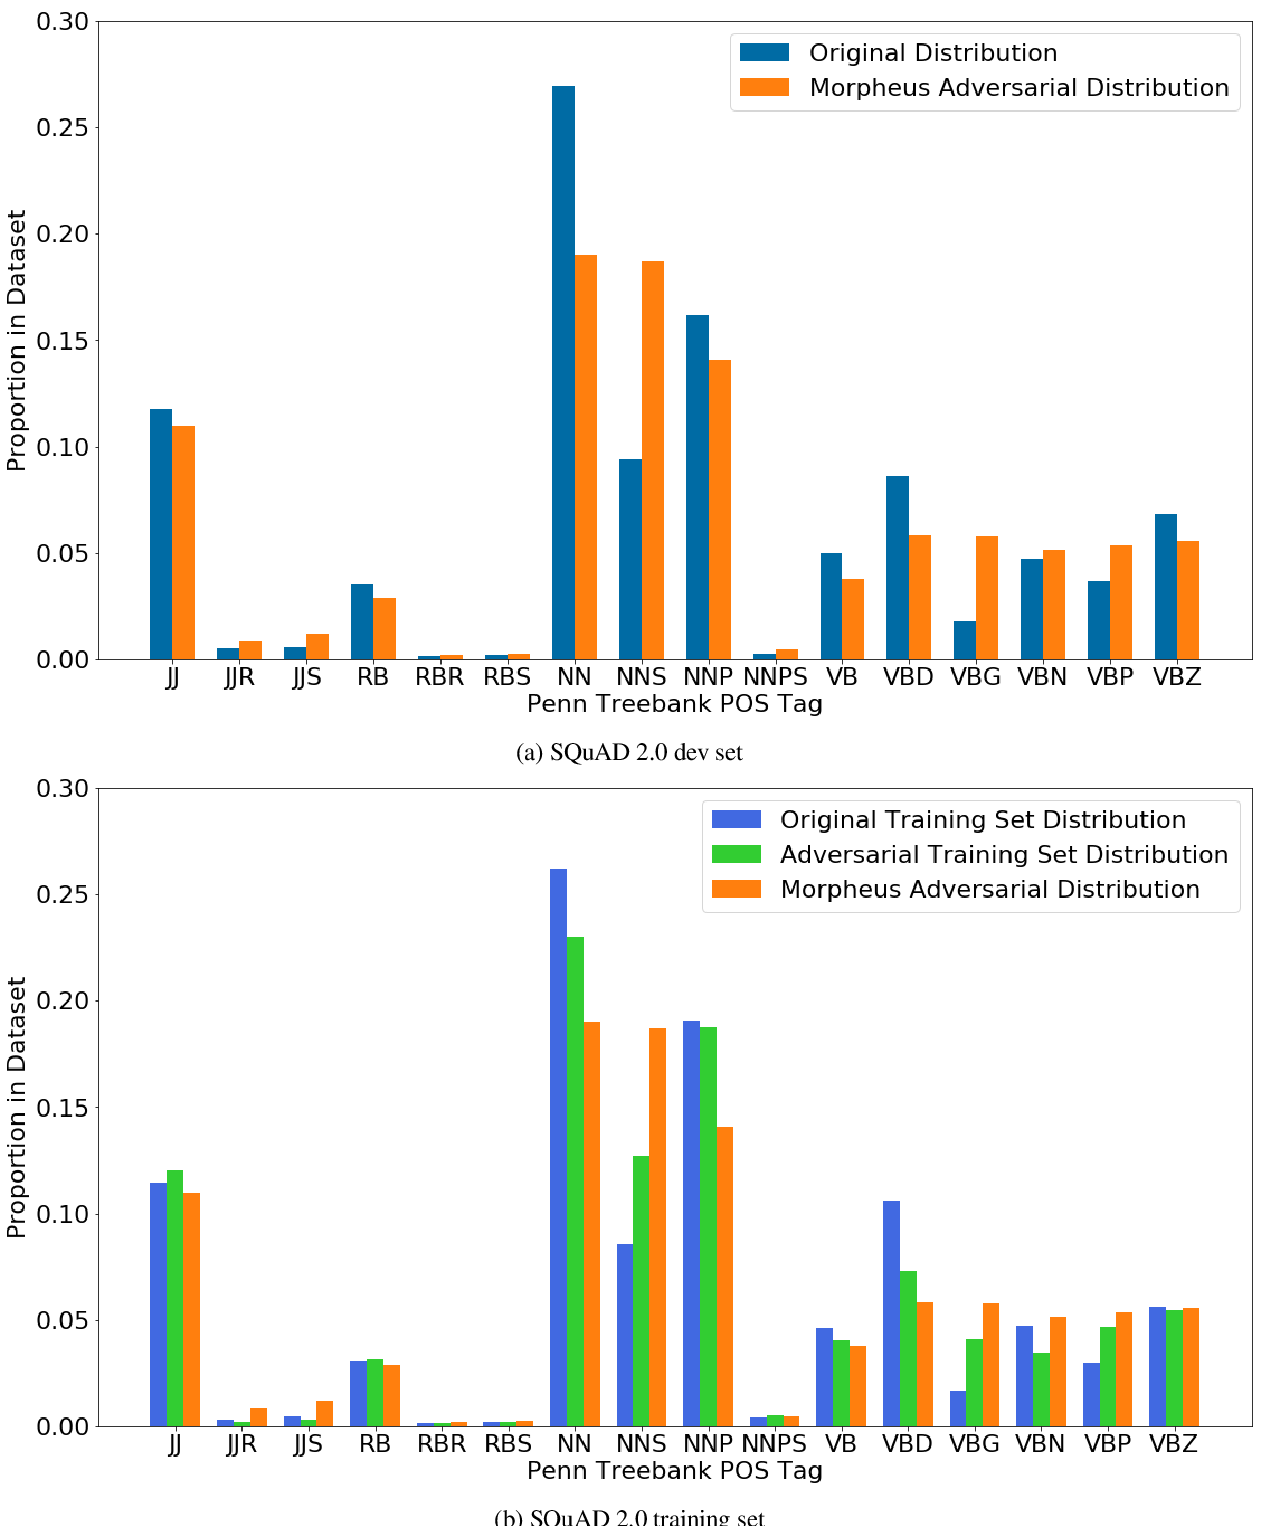 0.30
Original Distribution
Morpheus Adversarial Distribution
0.25
0.20
0.15
0.10
0.05
0.00
Proportion in Dataset
JJ JJR JJS RB RBR RBS NN NNS NNP NNPS VB VBD VBG VBN VBP VBZ
Penn Treebank POS Tag
(a) SQuAD 2.0 dev set
0.30
Original Training Set Distribution
Adversarial Training Set Distribution
Morpheus Adversarial Distribution
0.25
0.20
0.15
0.10
0.05
0.00
Proportion in Dataset
JJ JJR JJS RB RBR RBS NN NNS NNP NNPS VB VBD VBG VBN VBP VBZ
Penn Treebank POS Tag
(b) SQuAD 2.0 training set